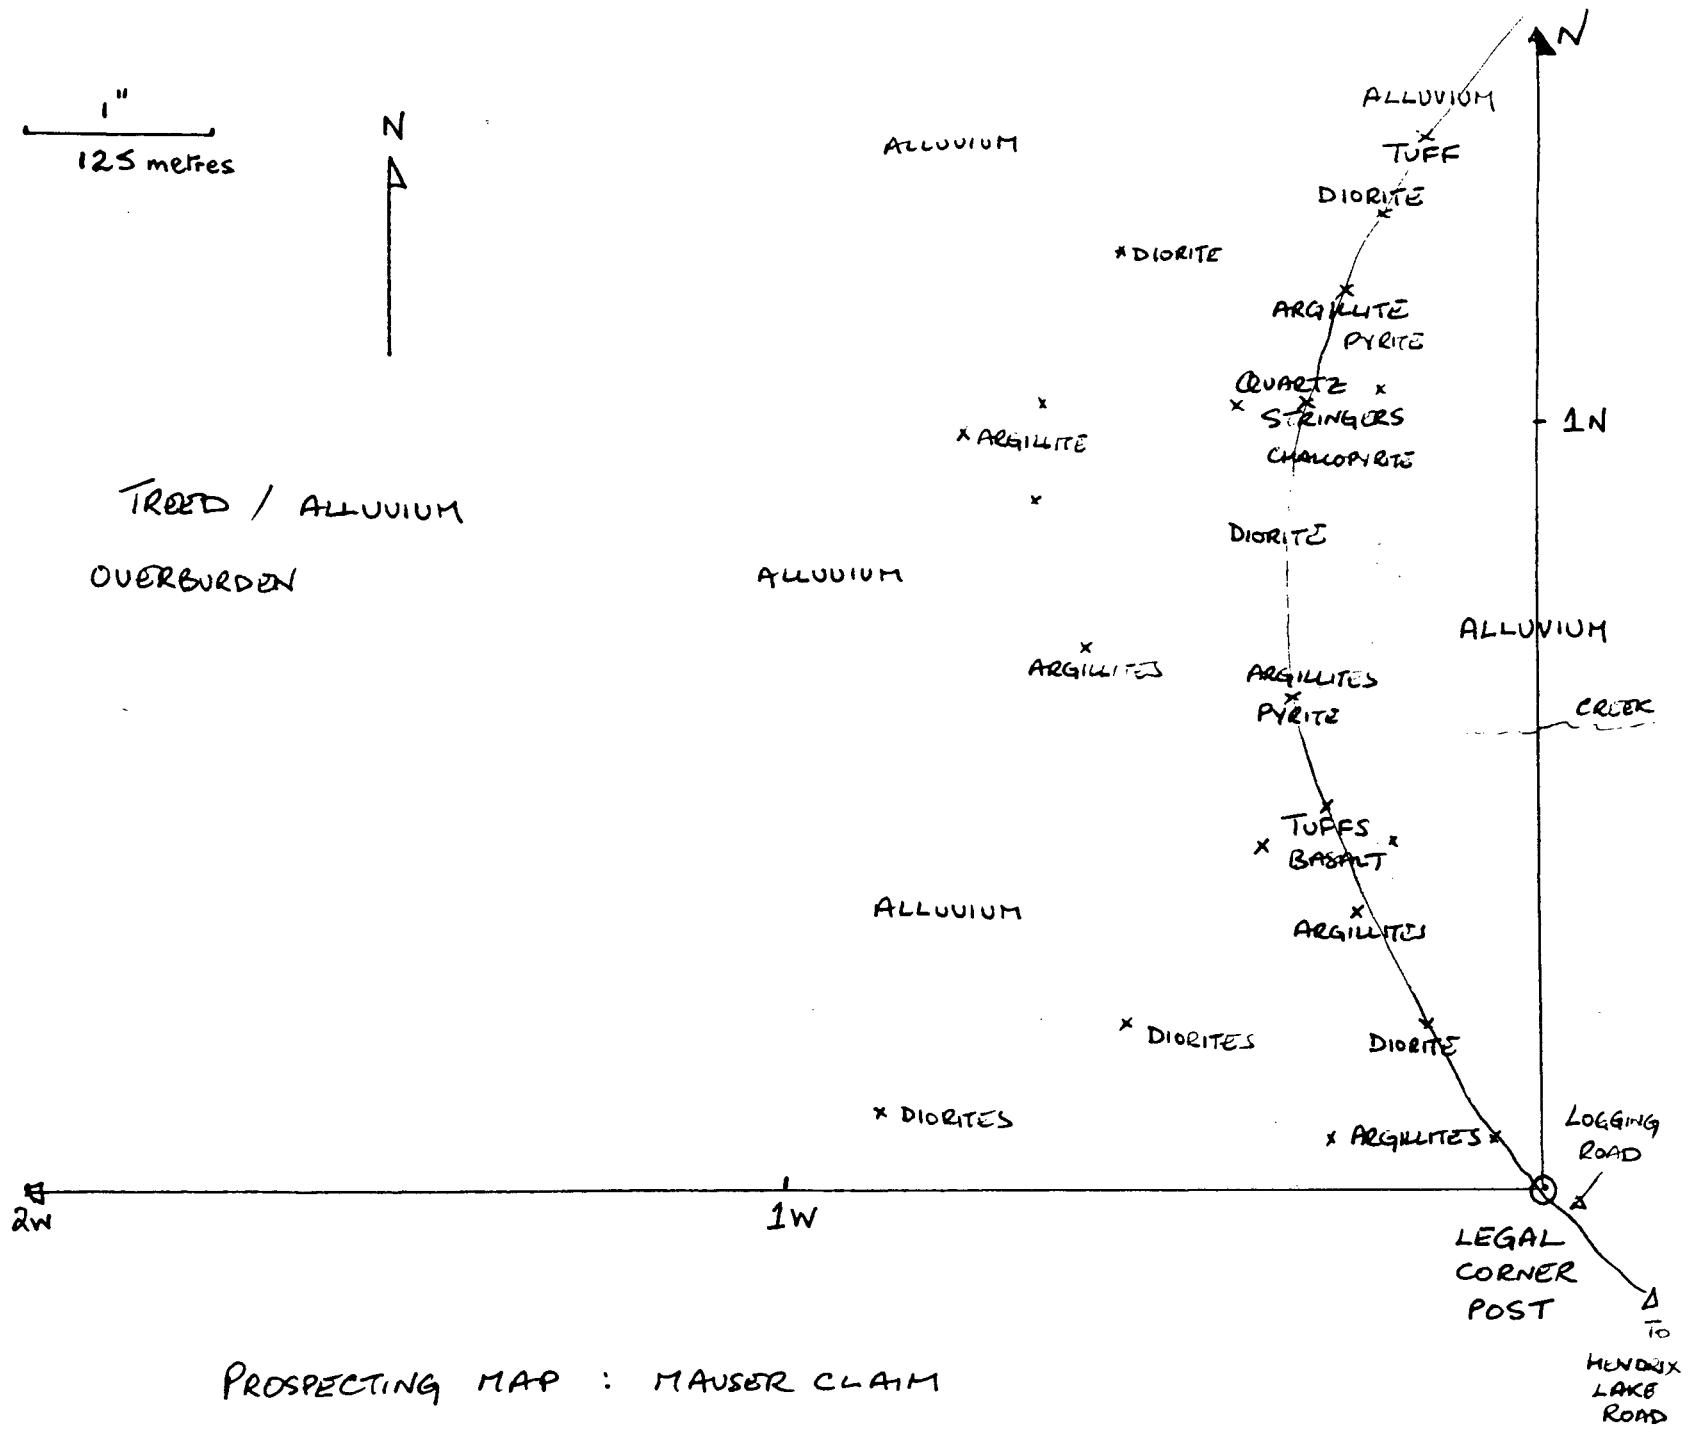 N
1"
125 metres
N
ALLUVIUM
ALLUVIUM
TUFF
DIORITE
DIORITE
ARGILLITE
PYRITE
QUARTZ
STRINGERS
CHALCOPYRITE
1N
ARGILLITE
TREED / ALLUVIUM
OVERBURDEN
DIORITE
ALLUVIUM
ALLUVIUM
ARGILLITES
ARGILLITES
PYRITE
CREEK
TUFFS
BASALT
ALLUVIUM
ARGILLITES
DIORITES
DIORITE
DIORITES
ARGILLITES
LOGGING
ROAD
2W
1W
LEGAL
CORNER
POST
TO
HENDRIX
LAKE
ROAD
PROSPECTING MAP : MAUSER CLAIM